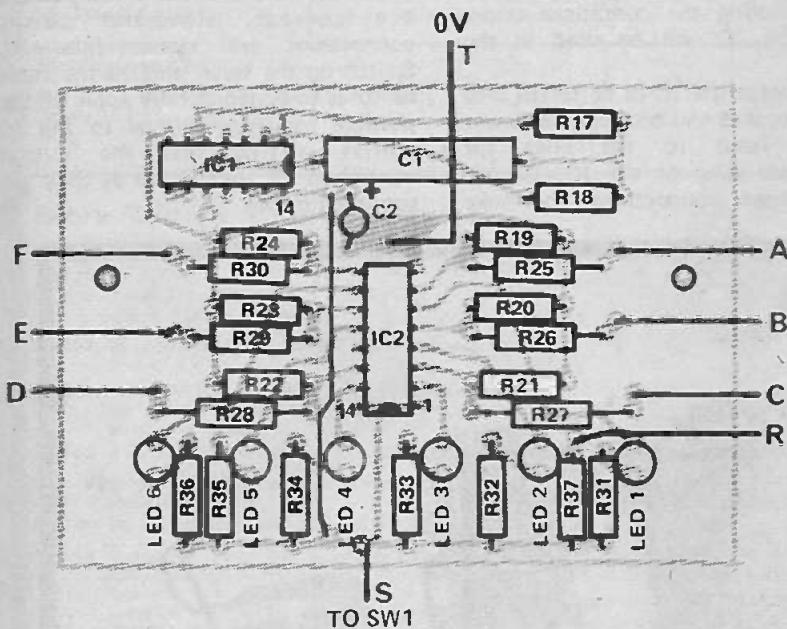 0V
T
R17
1
IC1
C1
R18
+
14
C2
R24
R19
F
A
R30
R25
R23
R20
B
E
R29
R26
IC2
R22
R21
D
C
R28
14
1
R27
R
LED 6
R36
R35
LED 5
R34
ED 4
R33
LED 3
R32
LED 2
R37
R31
LED 1
S
TO SW1